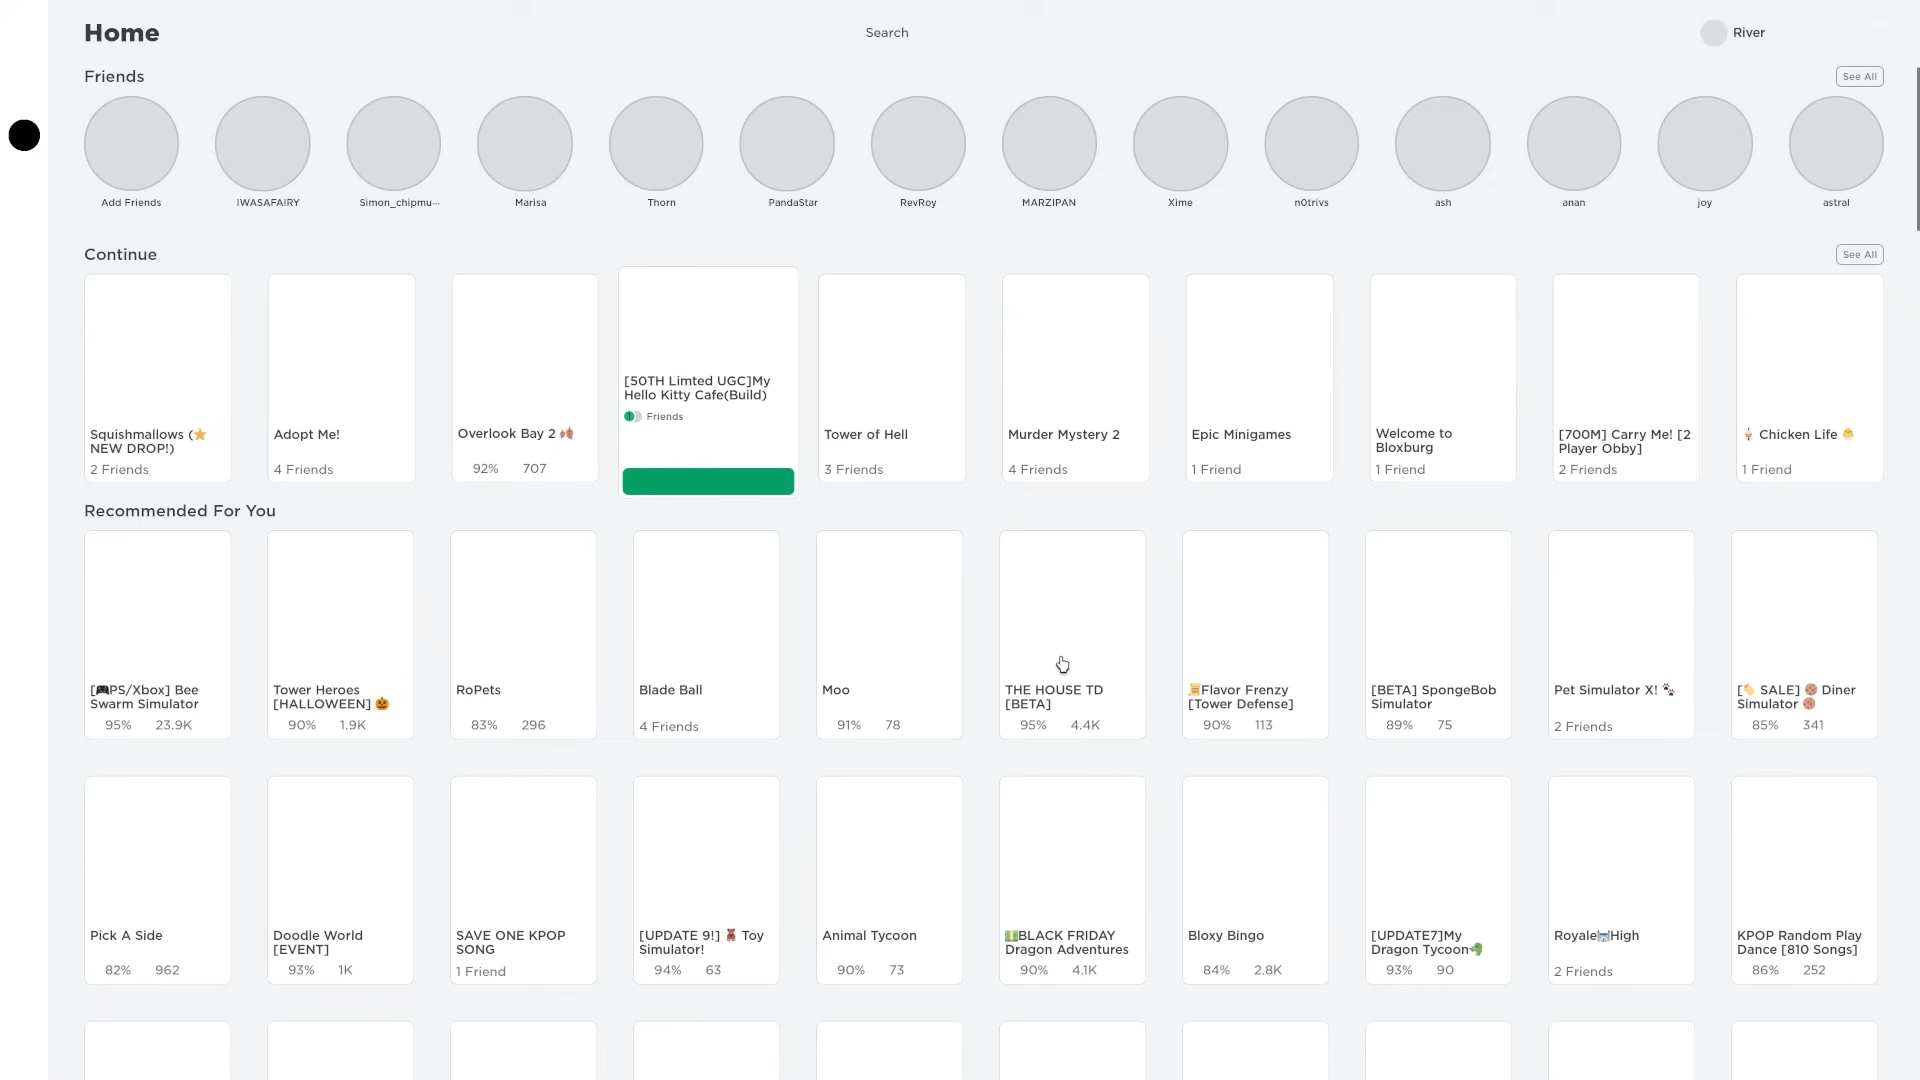 Home
Search
River
Friends
See All
Add Friends
IWASAFAIRY
Simon_chipmu...
Marisa
Thorn
PandaStar
RevRoy
MARZIPAN
Xime
n0trivs
ash
anan
joy
astral
Continue
See All
Squishmallows (⭐
NEW DROP!)
2 Friends
Adopt Me!
4 Friends
Overlook Bay 2 🍂
92% 707
[50TH Limted UGC]My
Hello Kitty Cafe(Build)
Friends
Tower of Hell
3 Friends
Murder Mystery 2
4 Friends
Epic Minigames
1 Friend
Welcome to
Bloxburg
1 Friend
[700M] Carry Me! [2
Player Obby]
2 Friends
Chicken Life 🐣
1 Friend
Recommended For You
[🎮PS/Xbox] Bee
Swarm Simulator
95% 23.9K
Tower Heroes
[HALLOWEEN] 🎃
90% 1.9K
RoPets
83% 296
Blade Ball
4 Friends
Moo
91% 78
THE HOUSE TD
[BETA]
95% 4.4K
📜Flavor Frenzy
[Tower Defense]
90% 113
[BETA] SpongeBob
Simulator
89% 75
Pet Simulator X! 🐾
2 Friends
[🏷️ SALE] 🍪 Diner
Simulator 🍪
85% 341
Pick A Side
82% 962
Doodle World
[EVENT]
93% 1K
SAVE ONE KPOP
SONG
1 Friend
[UPDATE 9!] 🧸 Toy
Simulator!
94% 63
Animal Tycoon
90% 73
💵BLACK FRIDAY
Dragon Adventures
90% 4.1K
Bloxy Bingo
84% 2.8K
[UPDATE7]My
Dragon Tycoon🐲
93% 90
Royale🏰High
2 Friends
KPOP Random Play
Dance [810 Songs]
86% 252